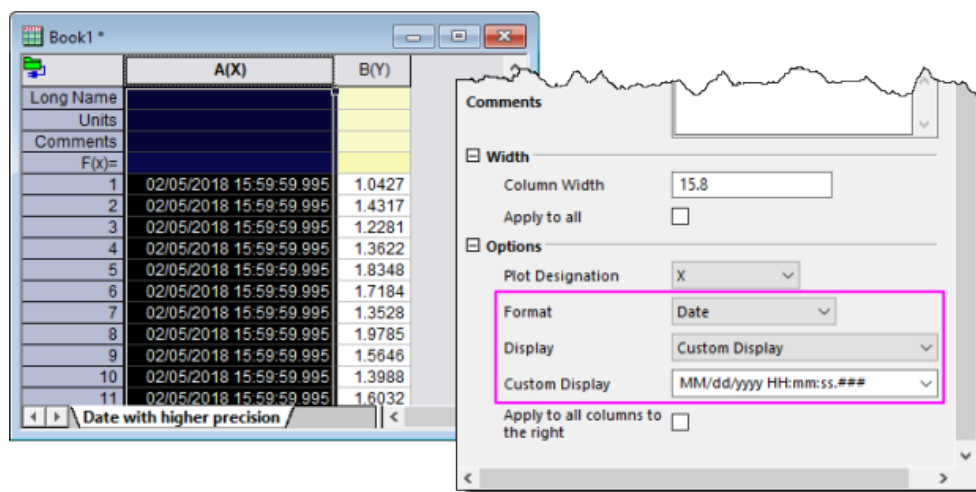 Book1 *
A(X) B(Y)
Long Name
Units
Comments
F(x)=
1 02/05/2018 15:59:59.995 1.0427
2 02/05/2018 15:59:59.995 1.4317
3 02/05/2018 15:59:59.995 1.2281
4 02/05/2018 15:59:59.995 1.3622
5 02/05/2018 15:59:59.995 1.8348
6 02/05/2018 15:59:59.995 1.7184
7 02/05/2018 15:59:59.995 1.3528
8 02/05/2018 15:59:59.995 1.9785
9 02/05/2018 15:59:59.995 1.5646
10 02/05/2018 15:59:59.995 1.3988
11 02/05/2018 15:59:59.995 1.6032
Date with higher precision
Comments
Width
Column Width 15.8
Apply to all
Options
Plot Designation X
Format Date
Display Custom Display
Custom Display MM/dd/yyyy HH:mm:ss.###
Apply to all columns to
the right